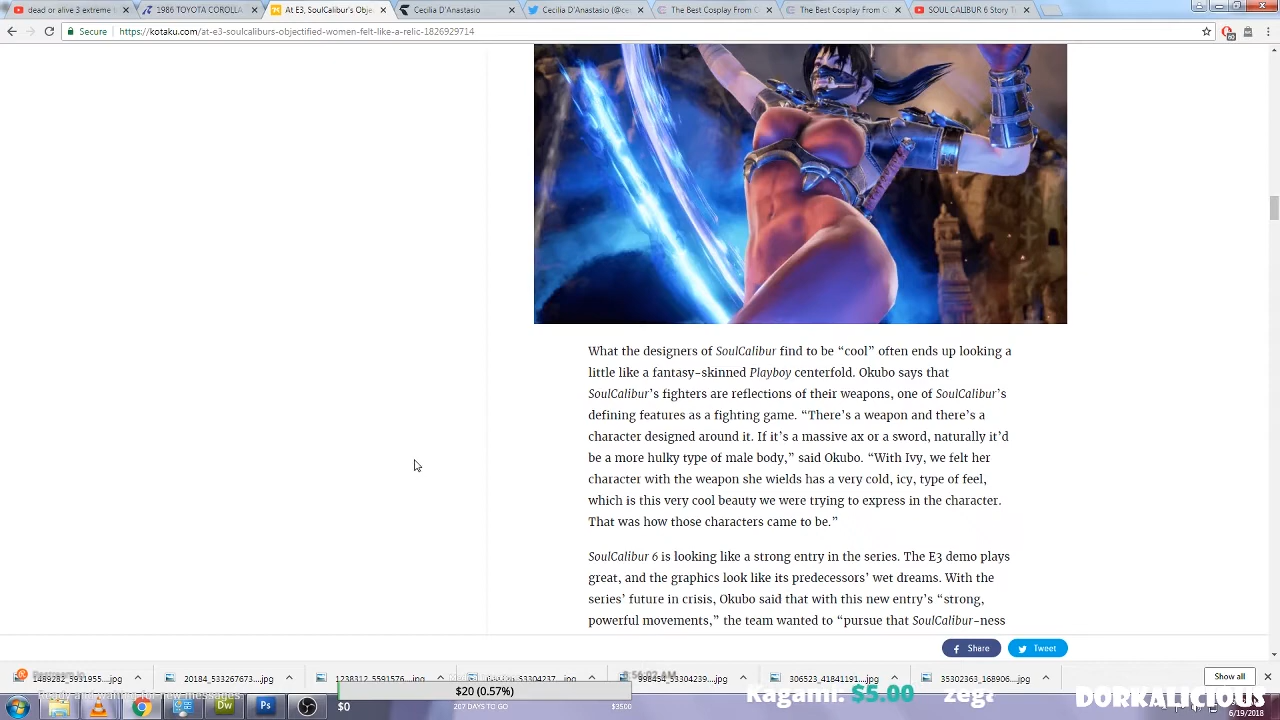 dead or alive 3 extreme
1986 TOYOTA COROLLA
At E3, SoulCalibur's Obje
Cecilia D'Anastasio
Cecilia D'Anastasio (@ce
The Best Cosplay From C
The Best Cosplay From C
SOUL CALIBUR 6 Story T
Secure
https://kotaku.com/at-e3-soulcaliburs-objectified-women-felt-like-a-relic-1826929714
What the designers of SoulCalibur find to be “cool” often ends up looking a
little like a fantasy-skinned Playboy centerfold. Okubo says that
SoulCalibur’s fighters are reflections of their weapons, one of SoulCalibur’s
defining features as a fighting game. “There’s a weapon and there’s a
character designed around it. If it’s a massive ax or a sword, naturally it’d
be a more hulky type of male body,” said Okubo. “With Ivy, we felt her
character with the weapon she wields has a very cold, icy, type of feel,
which is this very cool beauty we were trying to express in the character.
That was how those characters came to be.”
SoulCalibur 6 is looking like a strong entry in the series. The E3 demo plays
great, and the graphics look like its predecessors’ wet dreams. With the
series’ future in crisis, Okubo said that with this new entry’s “strong,
powerful movements,” the team wanted to “pursue that SoulCalibur-ness
Share
Tweet
20184_533267673...jpg
306523_41841191...jpg
35302363_168906...jpg
Show all
$0
$20 (0.57%)
207 DAYS TO GO
$3500
Kagami: $5.00
Zeg:
DORKALICIOUS
6/19/2018